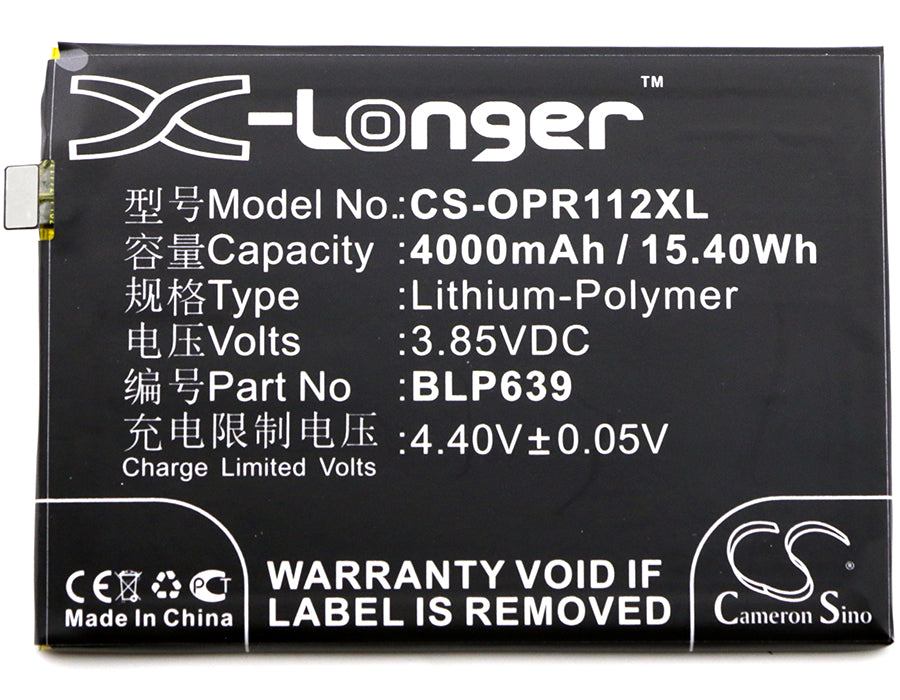 X-Longer™
型号Model No.:CS-OPR112XL
容量Capacity :4000mAh / 15.40Wh
规格Type :Lithium-Polymer
电压Volts :3.85VDC
编号Part No :BLP639
充电限制电压 :4.40V±0.05V
Charge Limited Volts
CE PCT
Made In China
WARRANTY VOID IF
LABEL IS REMOVED
CS®
Cameron Sino